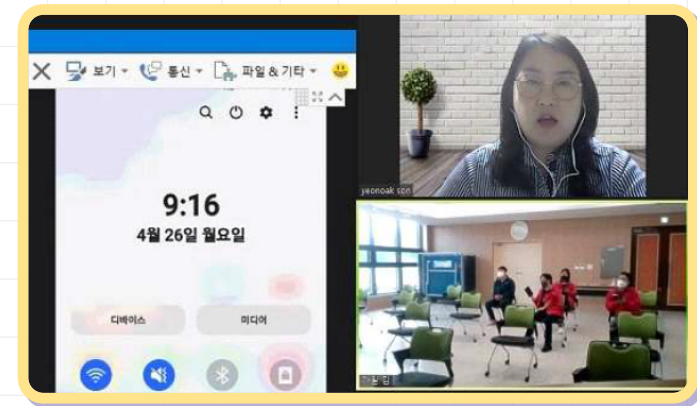 보기 통신 파일 & 기타
9:16
4월 26일 월요일
디바이스 미디어
yeonoak son